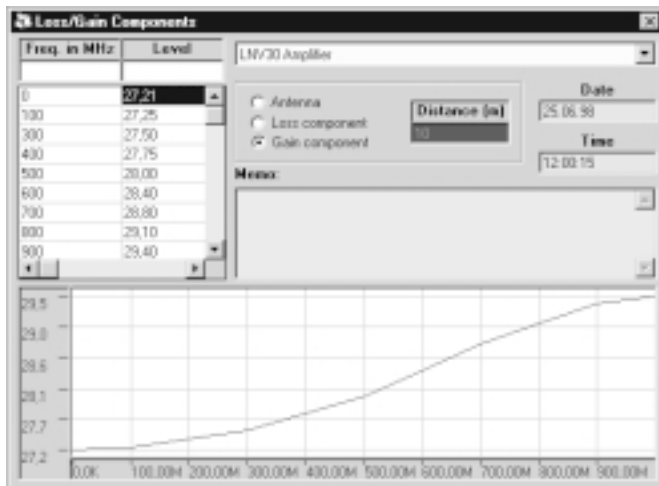 Loss/Gain Components
Freq. in MHz Level
LNV30 Amplifier
0 27,21
100 27,25
300 27,50
400 27,75
500 28,00
600 28,40
700 28,80
800 29,10
900 29,40
Antenna
Loss component
Gain component
Distance (m)
10
Date
25.06.98
Time
12:00:15
Memo:
29,5
29,0
28,6
28,1
27,7
27,2
0,0K 100,00M 200,00M 300,00M 400,00M 500,00M 600,00M 700,00M 800,00M 900,00M